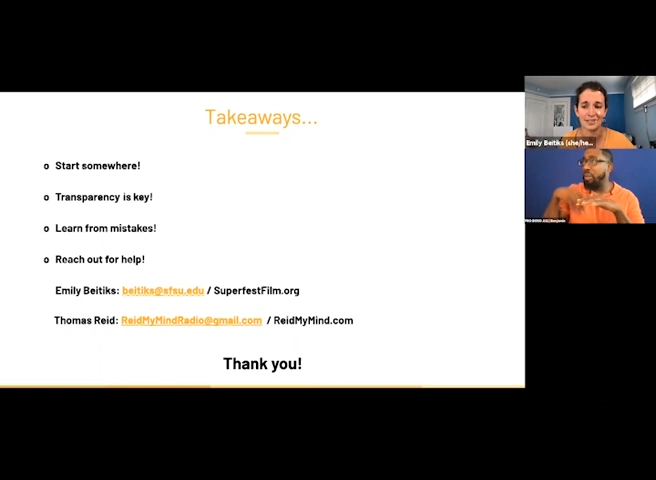 Takeaways...
Start somewhere!
Transparency is key!
Learn from mistakes!
Reach out for help!
Emily Beitiks: beitiks@sfsu.edu / SuperfestFilm.org
Thomas Reid: ReidMyMindRadio@gmail.com / ReidMyMind.com
Thank you!
Emily Beitiks (she/he...